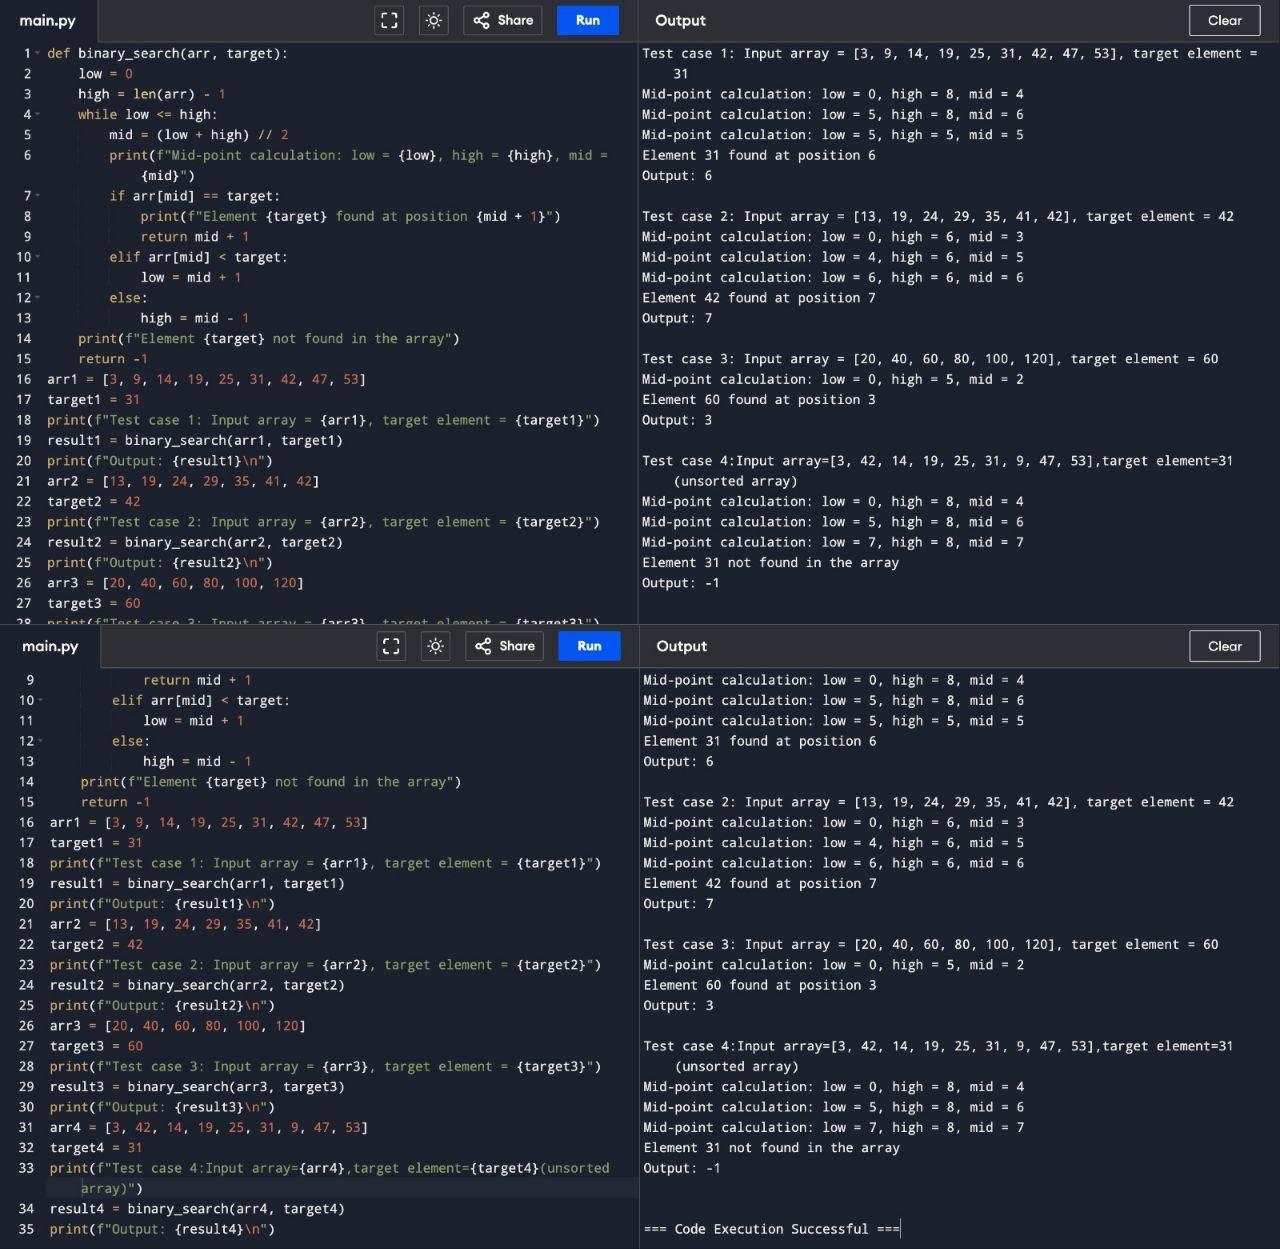 main.py
Share
Run
Output
Clear
1 def binary_search(arr, target):
2     low = 0
3     high = len(arr) - 1
4     while low <= high:
5         mid = (low + high) // 2
6         print(f"Mid-point calculation: low = {low}, high = {high}, mid =
            {mid}")
7         if arr[mid] == target:
8             print(f"Element {target} found at position {mid + 1}")
9             return mid + 1
10         elif arr[mid] < target:
11             low = mid + 1
12         else:
13             high = mid - 1
14     print(f"Element {target} not found in the array")
15     return -1
16 arr1 = [3, 9, 14, 19, 25, 31, 42, 47, 53]
17 target1 = 31
18 print(f"Test case 1: Input array = {arr1}, target element = {target1}")
19 result1 = binary_search(arr1, target1)
20 print(f"Output: {result1}\n")
21 arr2 = [13, 19, 24, 29, 35, 41, 42]
22 target2 = 42
23 print(f"Test case 2: Input array = {arr2}, target element = {target2}")
24 result2 = binary_search(arr2, target2)
25 print(f"Output: {result2}\n")
26 arr3 = [20, 40, 60, 80, 100, 120]
27 target3 = 60
28 print(f"Test case 3: Input array = {arr3}, target element = {target3}")
Test case 1: Input array = [3, 9, 14, 19, 25, 31, 42, 47, 53], target element =
    31
Mid-point calculation: low = 0, high = 8, mid = 4
Mid-point calculation: low = 5, high = 8, mid = 6
Mid-point calculation: low = 5, high = 5, mid = 5
Element 31 found at position 6
Output: 6
Test case 2: Input array = [13, 19, 24, 29, 35, 41, 42], target element = 42
Mid-point calculation: low = 0, high = 6, mid = 3
Mid-point calculation: low = 4, high = 6, mid = 5
Mid-point calculation: low = 6, high = 6, mid = 6
Element 42 found at position 7
Output: 7
Test case 3: Input array = [20, 40, 60, 80, 100, 120], target element = 60
Mid-point calculation: low = 0, high = 5, mid = 2
Element 60 found at position 3
Output: 3
Test case 4:Input array=[3, 42, 14, 19, 25, 31, 9, 47, 53],target element=31
    (unsorted array)
Mid-point calculation: low = 0, high = 8, mid = 4
Mid-point calculation: low = 5, high = 8, mid = 6
Mid-point calculation: low = 7, high = 8, mid = 7
Element 31 not found in the array
Output: -1
main.py
Share
Run
Output
Clear
9             return mid + 1
10         elif arr[mid] < target:
11             low = mid + 1
12         else:
13             high = mid - 1
14     print(f"Element {target} not found in the array")
15     return -1
16 arr1 = [3, 9, 14, 19, 25, 31, 42, 47, 53]
17 target1 = 31
18 print(f"Test case 1: Input array = {arr1}, target element = {target1}")
19 result1 = binary_search(arr1, target1)
20 print(f"Output: {result1}\n")
21 arr2 = [13, 19, 24, 29, 35, 41, 42]
22 target2 = 42
23 print(f"Test case 2: Input array = {arr2}, target element = {target2}")
24 result2 = binary_search(arr2, target2)
25 print(f"Output: {result2}\n")
26 arr3 = [20, 40, 60, 80, 100, 120]
27 target3 = 60
28 print(f"Test case 3: Input array = {arr3}, target element = {target3}")
29 result3 = binary_search(arr3, target3)
30 print(f"Output: {result3}\n")
31 arr4 = [3, 42, 14, 19, 25, 31, 9, 47, 53]
32 target4 = 31
33 print(f"Test case 4:Input array={arr4},target element={target4}(unsorted
    array)")
34 result4 = binary_search(arr4, target4)
35 print(f"Output: {result4}\n")
Mid-point calculation: low = 0, high = 8, mid = 4
Mid-point calculation: low = 5, high = 8, mid = 6
Mid-point calculation: low = 5, high = 5, mid = 5
Element 31 found at position 6
Output: 6
Test case 2: Input array = [13, 19, 24, 29, 35, 41, 42], target element = 42
Mid-point calculation: low = 0, high = 6, mid = 3
Mid-point calculation: low = 4, high = 6, mid = 5
Mid-point calculation: low = 6, high = 6, mid = 6
Element 42 found at position 7
Output: 7
Test case 3: Input array = [20, 40, 60, 80, 100, 120], target element = 60
Mid-point calculation: low = 0, high = 5, mid = 2
Element 60 found at position 3
Output: 3
Test case 4:Input array=[3, 42, 14, 19, 25, 31, 9, 47, 53],target element=31
    (unsorted array)
Mid-point calculation: low = 0, high = 8, mid = 4
Mid-point calculation: low = 5, high = 8, mid = 6
Mid-point calculation: low = 7, high = 8, mid = 7
Element 31 not found in the array
Output: -1
=== Code Execution Successful ===